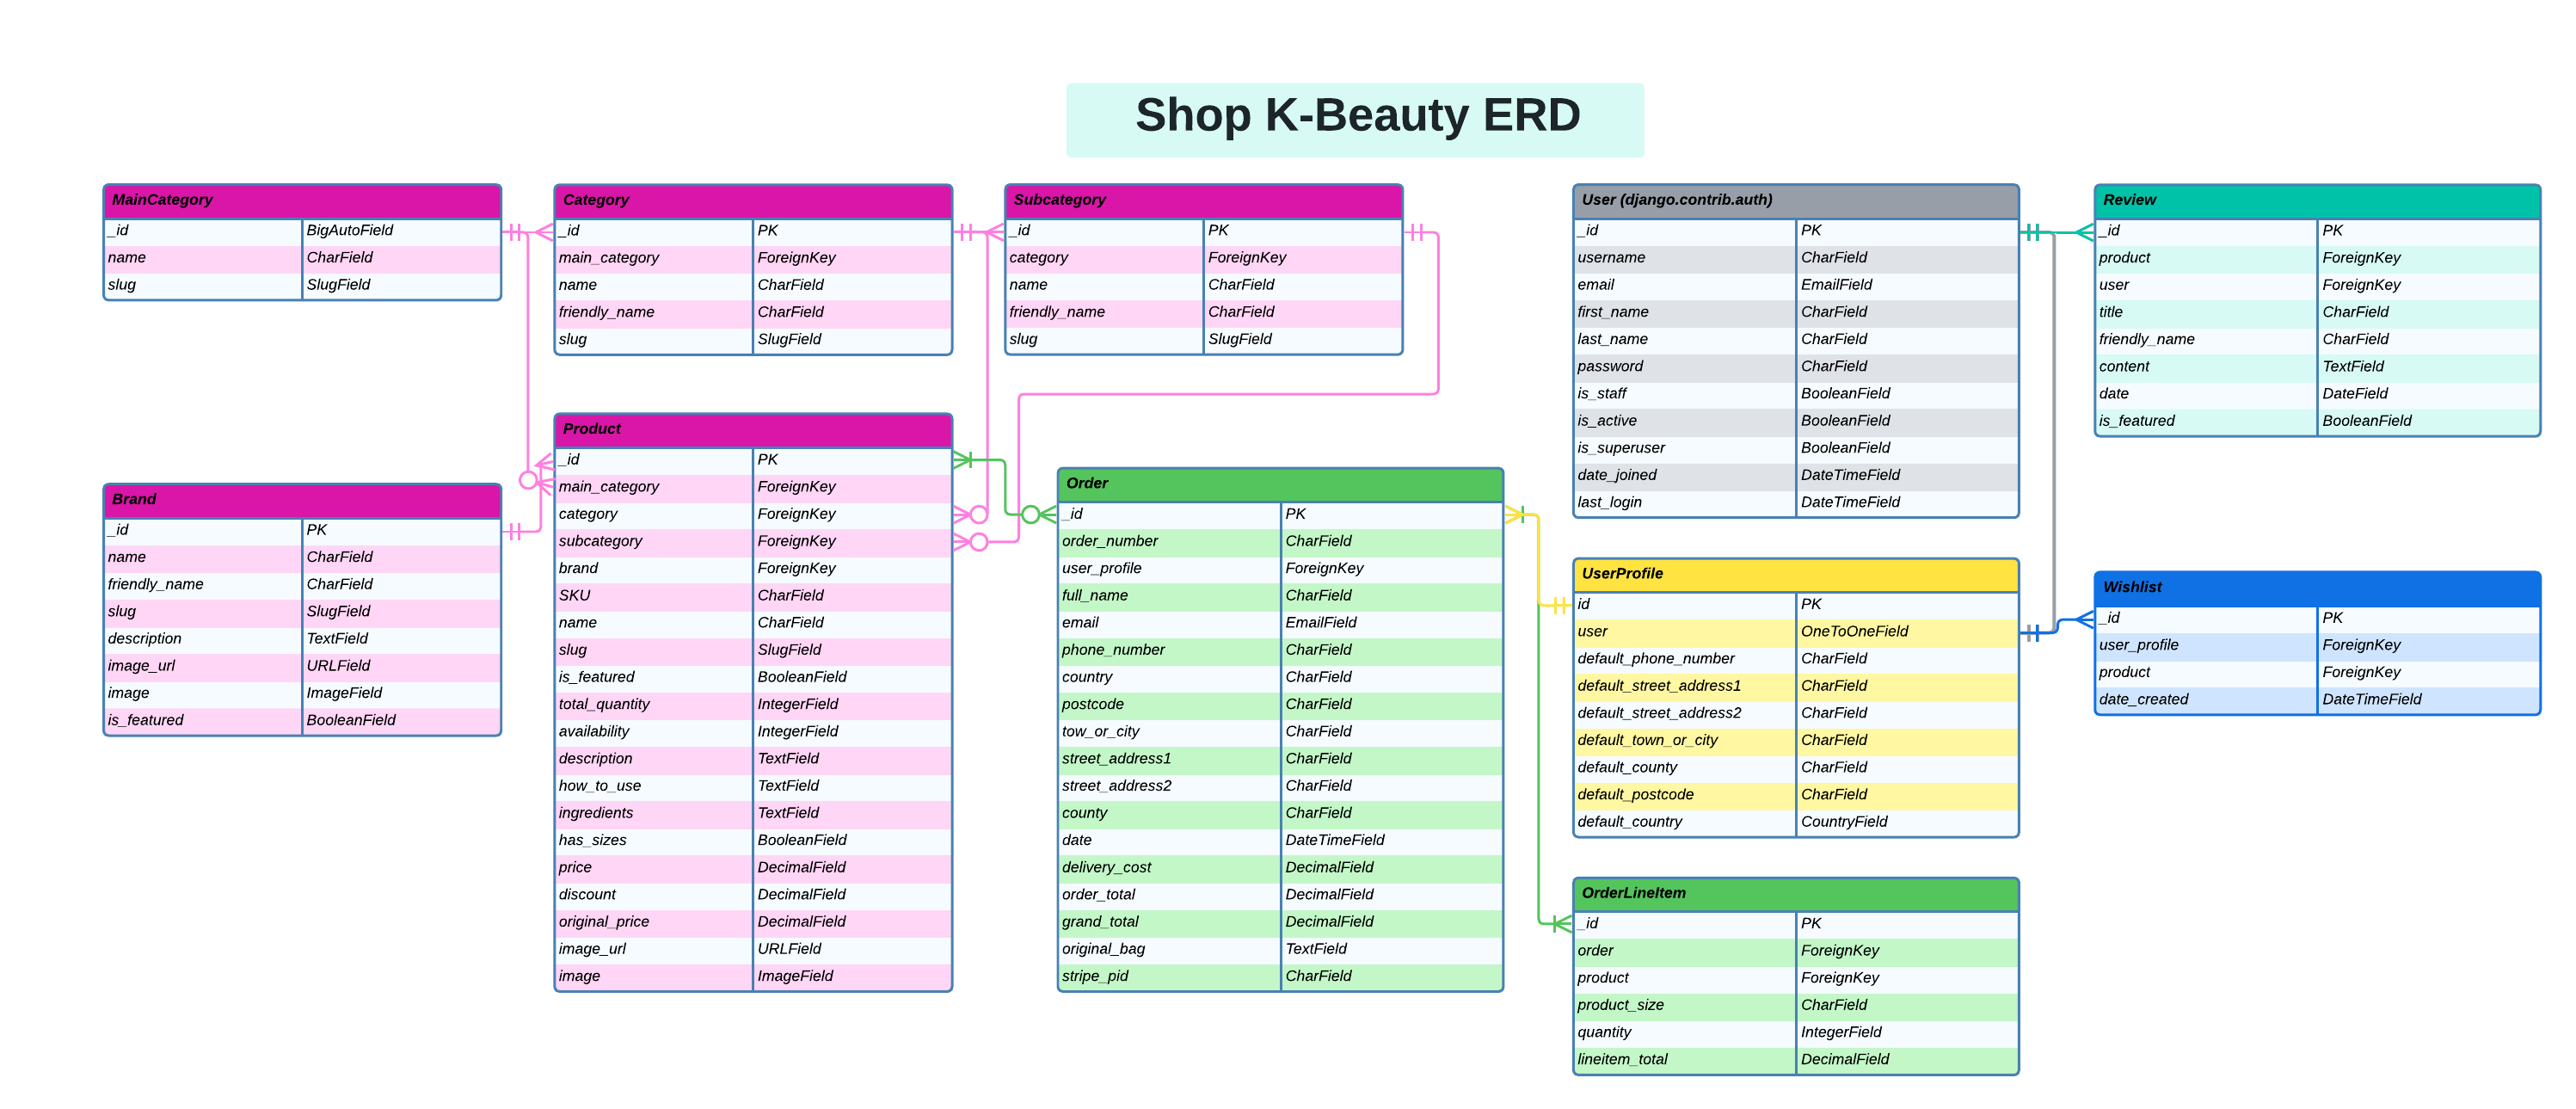 Shop K-Beauty ERD
MainCategory
_id BigAutoField
name CharField
slug SlugField
Category
_id PK
main_category ForeignKey
name CharField
friendly_name CharField
slug SlugField
Subcategory
_id PK
category ForeignKey
name CharField
friendly_name CharField
slug SlugField
User (django.contrib.auth)
_id PK
username CharField
email EmailField
first_name CharField
last_name CharField
password CharField
is_staff BooleanField
is_active BooleanField
is_superuser BooleanField
date_joined DateTimeField
last_login DateTimeField
Review
_id PK
product ForeignKey
user ForeignKey
title CharField
friendly_name CharField
content TextField
date DateField
is_featured BooleanField
Brand
_id PK
name CharField
friendly_name CharField
slug SlugField
description TextField
image_url URLField
image ImageField
is_featured BooleanField
Product
_id PK
main_category ForeignKey
category ForeignKey
subcategory ForeignKey
brand ForeignKey
SKU CharField
name CharField
slug SlugField
is_featured BooleanField
total_quantity IntegerField
availability IntegerField
description TextField
how_to_use TextField
ingredients TextField
has_sizes BooleanField
price DecimalField
discount DecimalField
original_price DecimalField
image_url URLField
image ImageField
Order
_id PK
order_number CharField
user_profile ForeignKey
full_name CharField
email EmailField
phone_number CharField
country CharField
postcode CharField
tow_or_city CharField
street_address1 CharField
street_address2 CharField
county CharField
date DateTimeField
delivery_cost DecimalField
order_total DecimalField
grand_total DecimalField
original_bag TextField
stripe_pid CharField
UserProfile
id PK
user OneToOneField
default_phone_number CharField
default_street_address1 CharField
default_street_address2 CharField
default_town_or_city CharField
default_county CharField
default_postcode CharField
default_country CountryField
Wishlist
_id PK
user_profile ForeignKey
product ForeignKey
date_created DateTimeField
OrderLineItem
_id PK
order ForeignKey
product ForeignKey
product_size CharField
quantity IntegerField
lineitem_total DecimalField